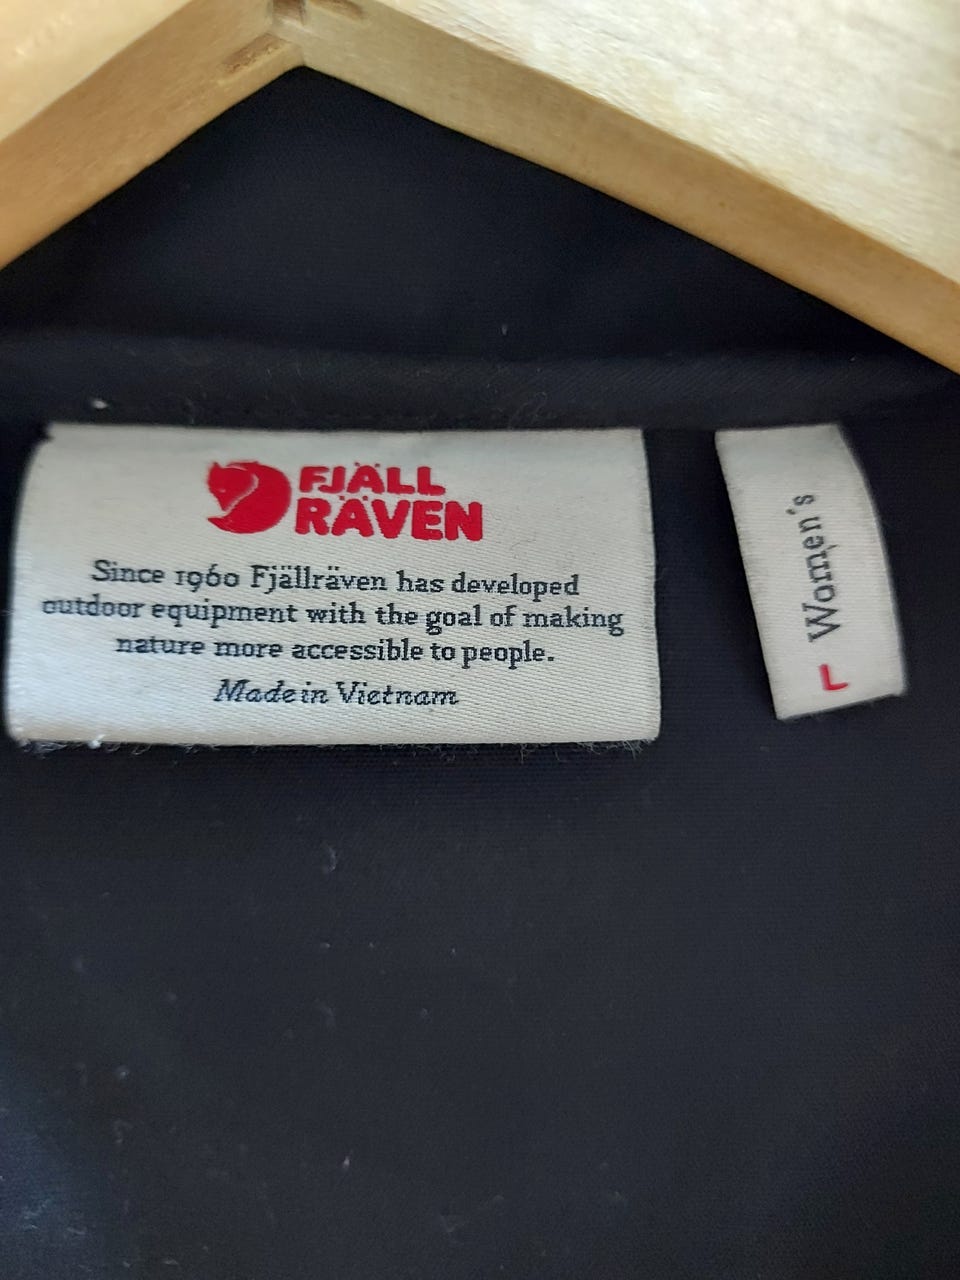 FJÄLL
RÄVEN
Since 1960 Fjällräven has developed
outdoor equipment with the goal of making
nature more accessible to people.
Made in Vietnam
L Women's